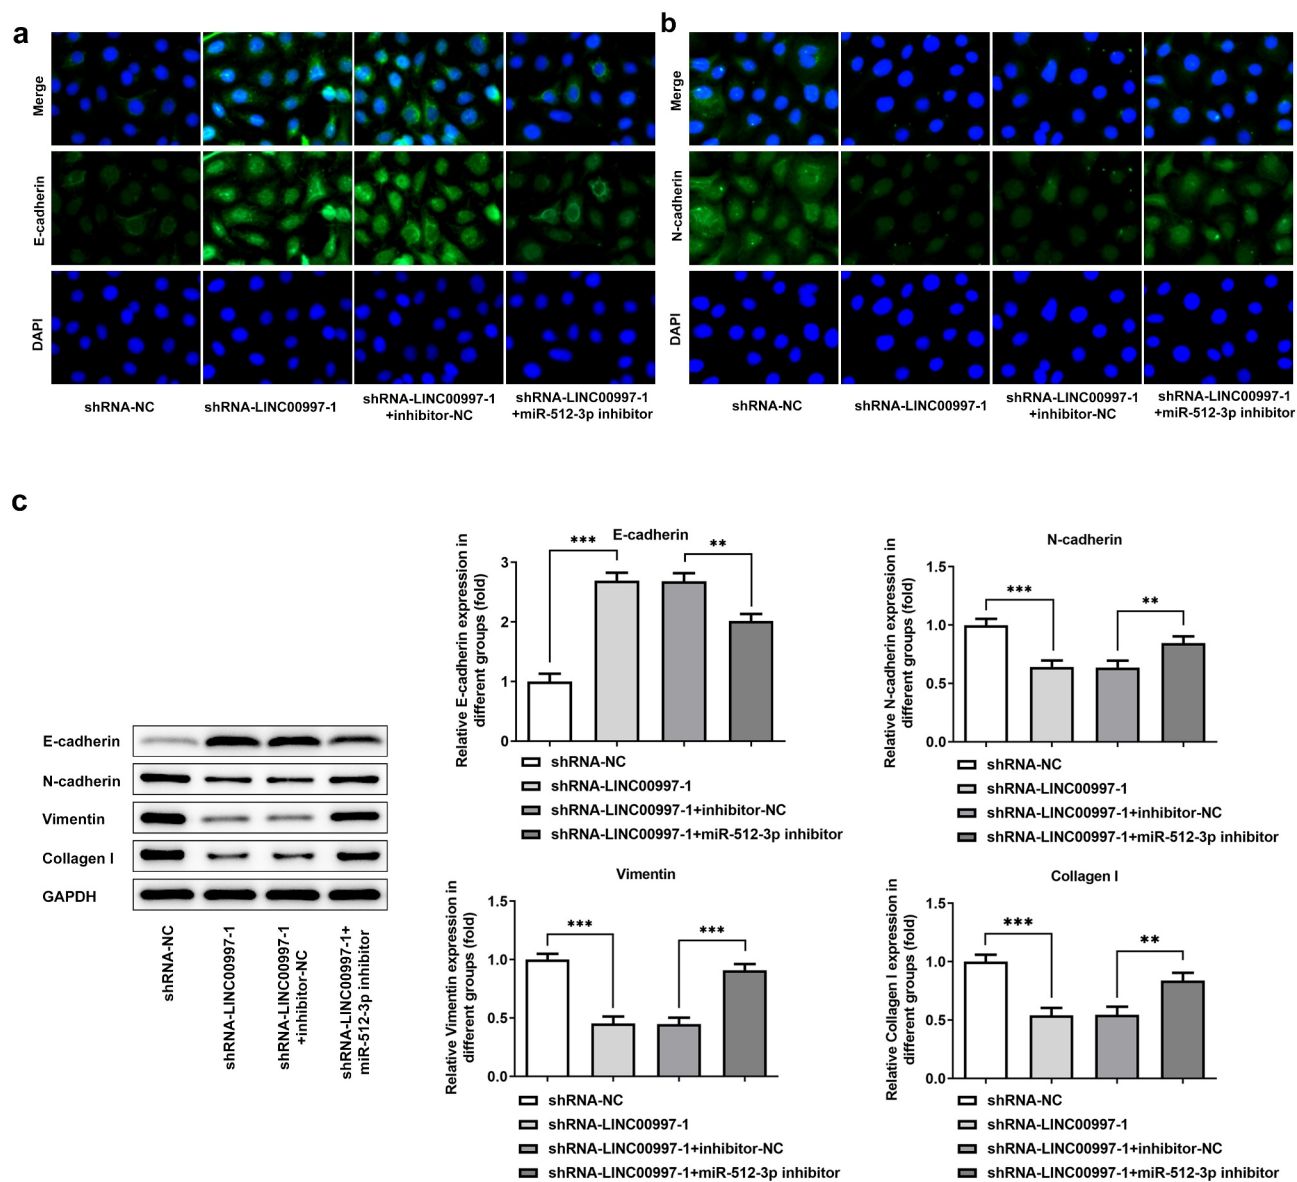 a
b
Merge
E-cadherin
DAPI
Merge
N-cadherin
DAPI
shRNA-NC
shRNA-LINC00997-1
shRNA-LINC00997-1
+inhibitor-NC
shRNA-LINC00997-1
+miR-512-3p inhibitor
shRNA-NC
shRNA-LINC00997-1
shRNA-LINC00997-1
+inhibitor-NC
shRNA-LINC00997-1
+miR-512-3p inhibitor
c
E-cadherin
N-cadherin
Vimentin
Collagen I
GAPDH
shRNA-NC
shRNA-LINC00997-1
shRNA-LINC00997-1
+inhibitor-NC
shRNA-LINC00997-1+
miR-512-3p inhibitor
E-cadherin
Relative E-cadherin expression in
different groups (fold)
3
2
1
0
***
**
shRNA-NC
shRNA-LINC00997-1
shRNA-LINC00997-1+inhibitor-NC
shRNA-LINC00997-1+miR-512-3p inhibitor
N-cadherin
Relative N-cadherin expression in
different groups (fold)
1.5
1.0
0.5
0.0
***
**
shRNA-NC
shRNA-LINC00997-1
shRNA-LINC00997-1+inhibitor-NC
shRNA-LINC00997-1+miR-512-3p inhibitor
Vimentin
Relative Vimentin expression in
different groups (fold)
1.5
1.0
0.5
0.0
***
***
shRNA-NC
shRNA-LINC00997-1
shRNA-LINC00997-1+inhibitor-NC
shRNA-LINC00997-1+miR-512-3p inhibitor
Collagen I
Relative Collagen I expression in
different groups (fold)
1.5
1.0
0.5
0.0
***
**
shRNA-NC
shRNA-LINC00997-1
shRNA-LINC00997-1+inhibitor-NC
shRNA-LINC00997-1+miR-512-3p inhibitor